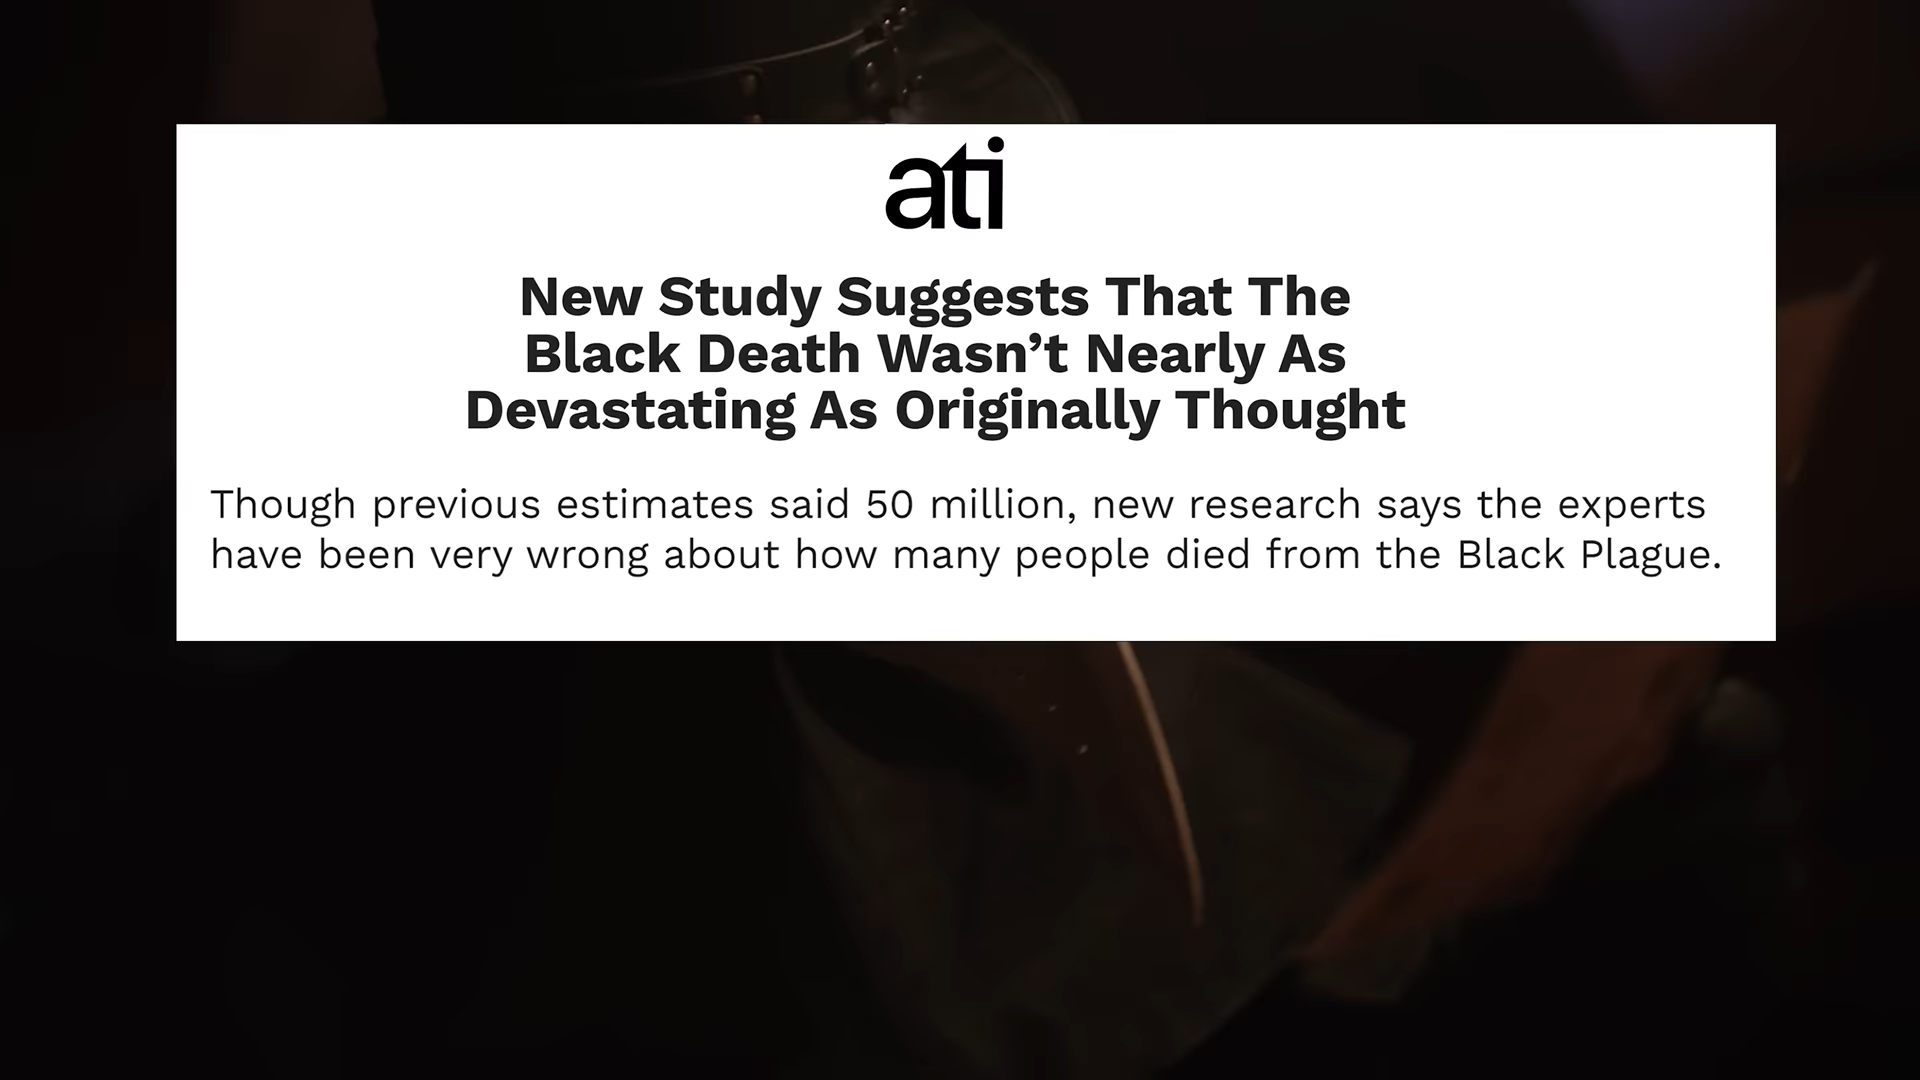 ati
New Study Suggests That The
Black Death Wasn’t Nearly As
Devastating As Originally Thought
Though previous estimates said 50 million, new research says the experts
have been very wrong about how many people died from the Black Plague.